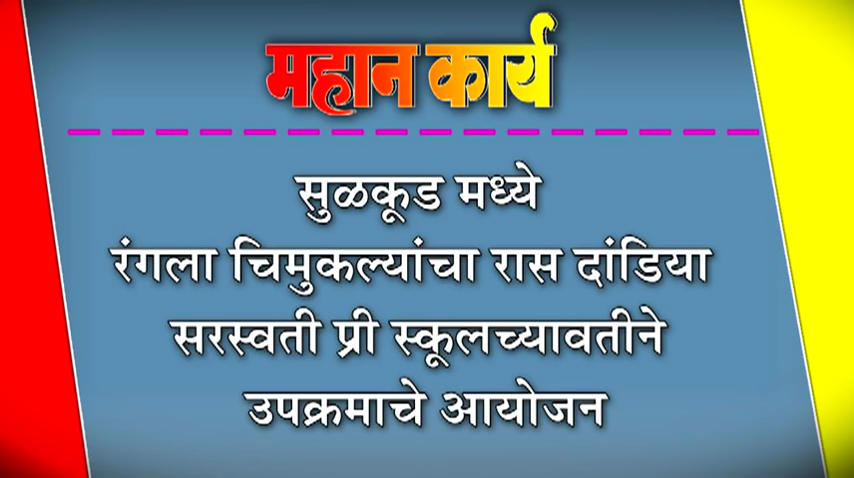 महान कार्य
सुळकूड मध्ये
रंगला चिमुकल्यांचा रास दांडिया
सरस्वती प्री स्कूलच्यावतीने
उपक्रमाचे आयोजन